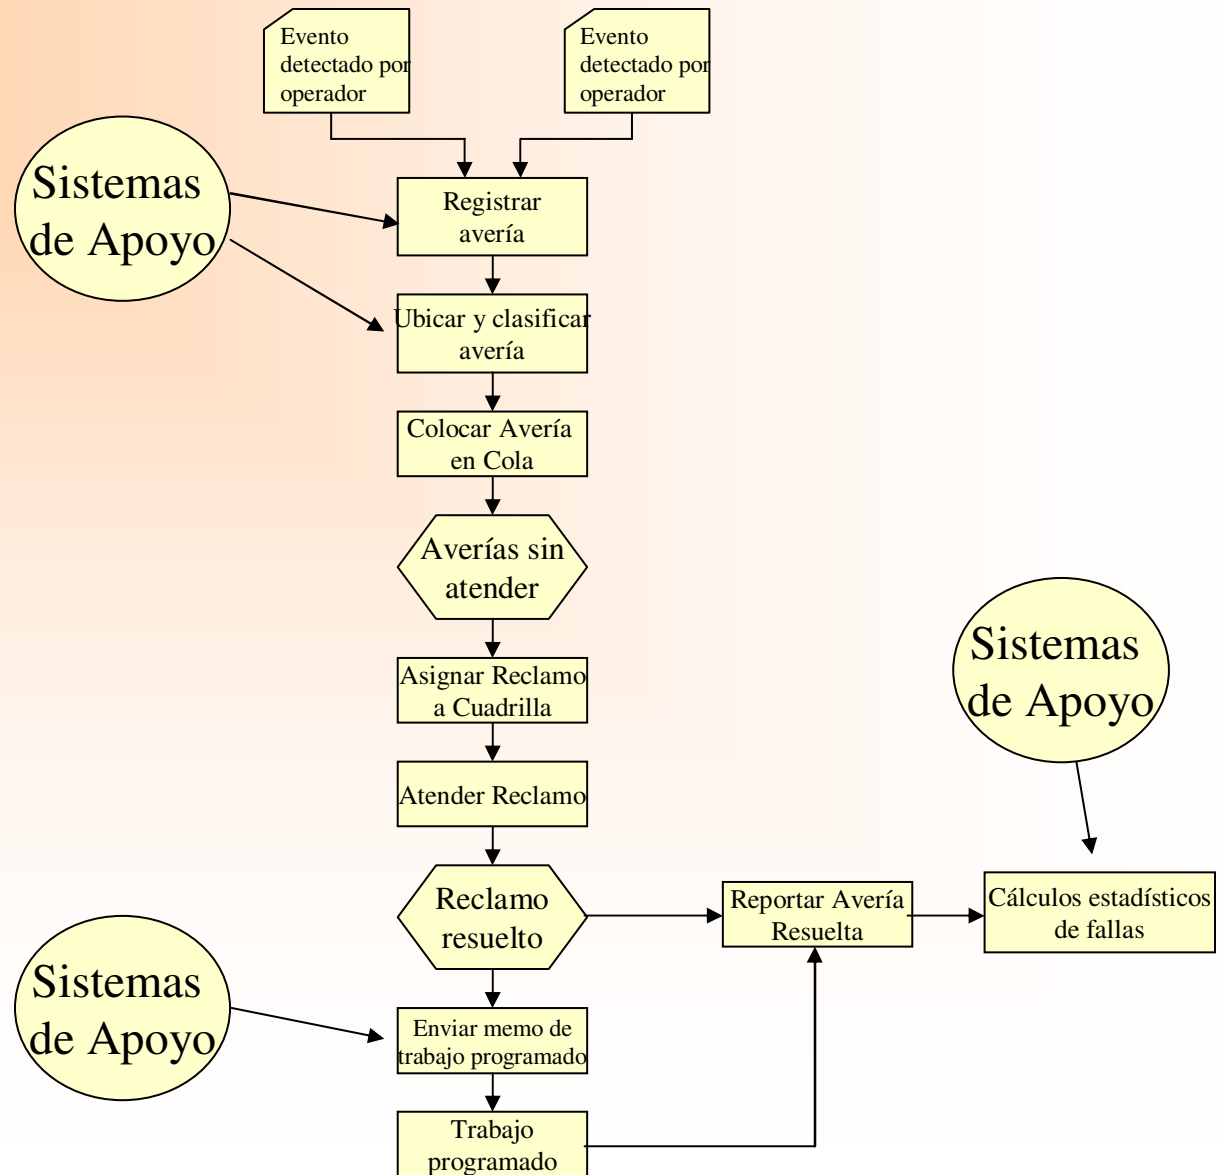 Evento
detectado por
operador
Evento
detectado por
operador
Sistemas
de Apoyo
Registrar
avería
Ubicar y clasificar
avería
Colocar Avería
en Cola
Averías sin
atender
Asignar Reclamo
a Cuadrilla
Sistemas
de Apoyo
Atender Reclamo
Reclamo
resuelto
Reportar Avería
Resuelta
Cálculos estadísticos
de fallas
Sistemas
de Apoyo
Enviar memo de
trabajo programado
Trabajo
programado